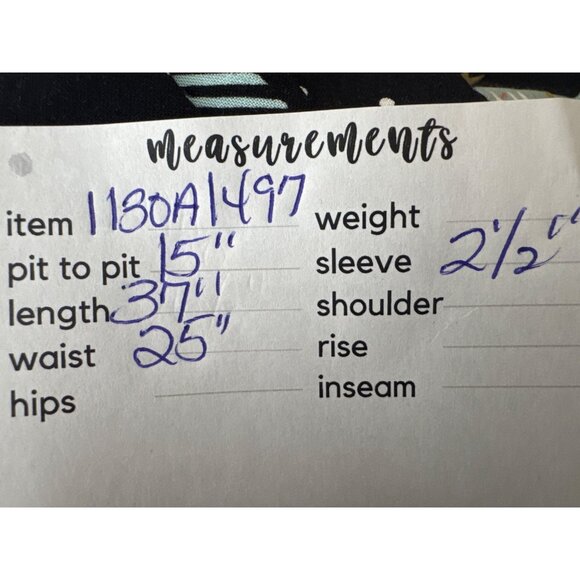 measurements
item 1180A1497
pit to pit 15"
length 37"
waist 25"
hips
weight
sleeve 2 1/2"
shoulder
rise
inseam